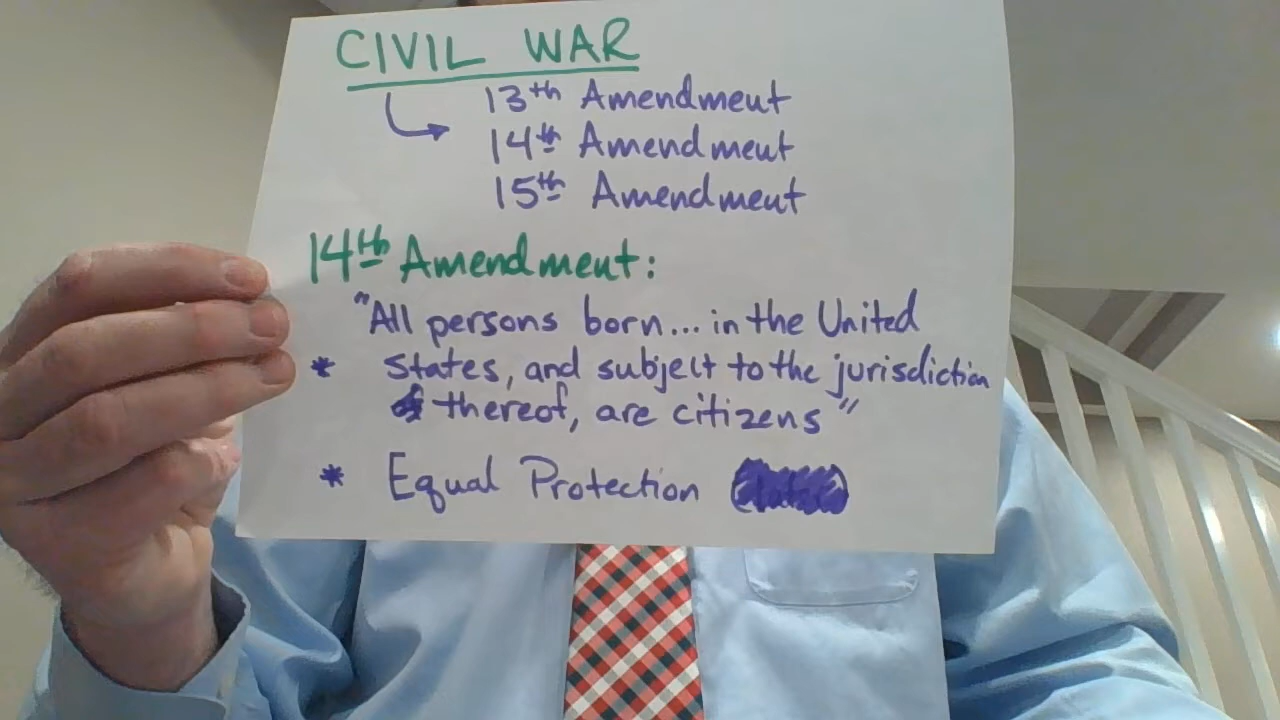 CIVIL WAR
13th Amendment
14th Amendment
15th Amendment
14th Amendment:
"All persons born... in the United
* States, and subject to the jurisdiction
thereof, are citizens"
* Equal Protection